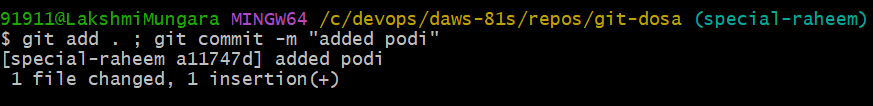 91911@LakshmiMungara MINGW64 /c/devops/daws-81s/repos/git-dosa (special-raheem)
$ git add . ; git commit -m "added podi"
[special-raheem a11747d] added podi
 1 file changed, 1 insertion(+)